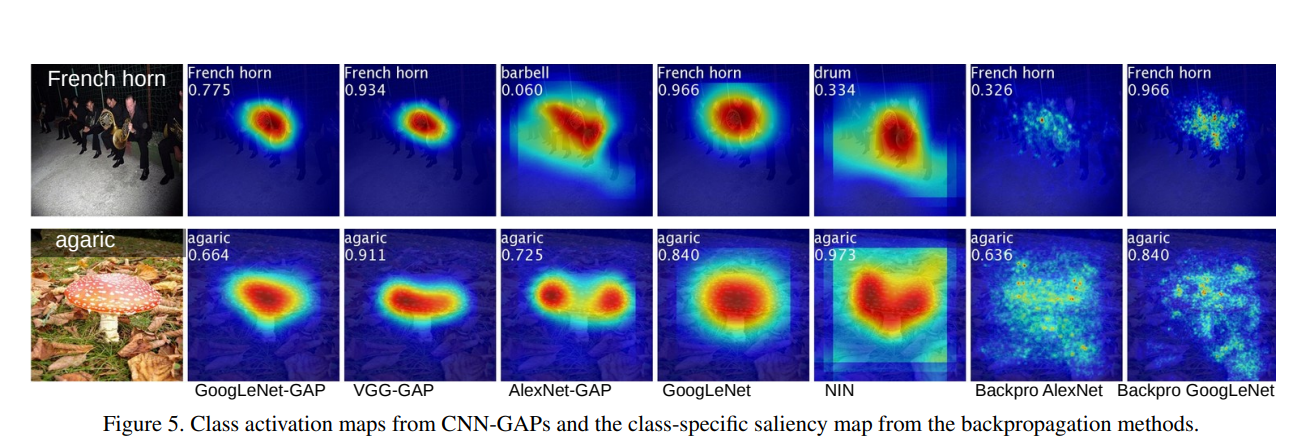 French horn
French horn
0.775
French horn
0.934
barbell
0.060
French horn
0.966
drum
0.334
French horn
0.326
French horn
0.966
agaric
agaric
0.664
agaric
0.911
agaric
0.725
agaric
0.840
agaric
0.973
agaric
0.636
agaric
0.840
GoogLeNet-GAP
VGG-GAP
AlexNet-GAP
GoogLeNet
NIN
Backpro AlexNet
Backpro GoogLeNet
Figure 5. Class activation maps from CNN-GAPs and the class-specific saliency map from the backpropagation methods.